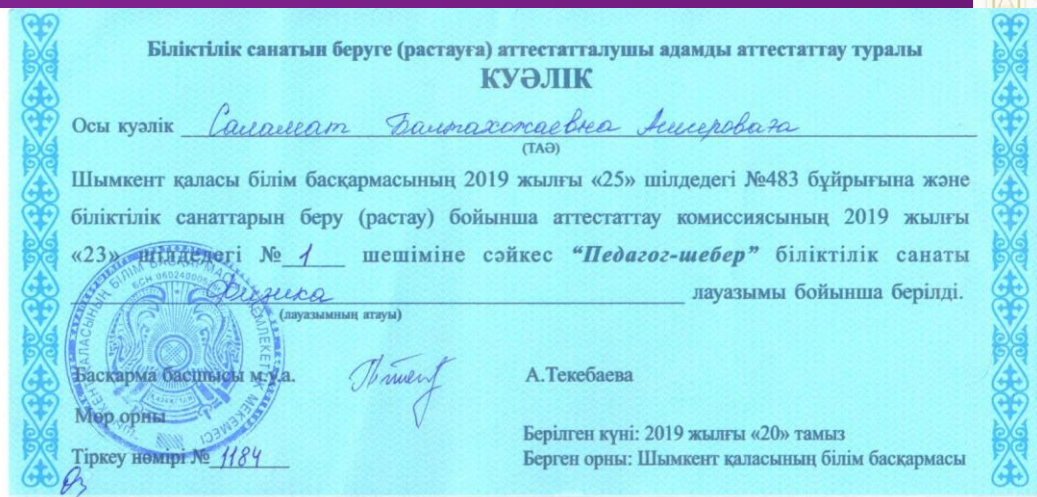 Біліктілік санатын беруге (растауға) аттестатталушы адамды аттестаттау туралы
КУӘЛІК
Осы куәлік Саламат Балтахожаевна Ашироваға
(ТАӘ)
Шымкент қаласы білім басқармасының 2019 жылғы «25» шілдедегі №483 бұйрығына және
біліктілік санаттарын беру (растау) бойынша аттестаттау комиссиясының 2019 жылғы
«23» шілдедегі № 1 шешіміне сәйкес "Педагог-шебер" біліктілік санаты
Физика лауазымы бойынша берілді.
(лауазымның атауы)
Басқарма басшысы м.у.а. А.Текебаева
Мөр орны
Берілген күні: 2019 жылғы «20» тамыз
Тіркеу нөмірі № 1184
Берген орны: Шымкент қаласының білім басқармасы